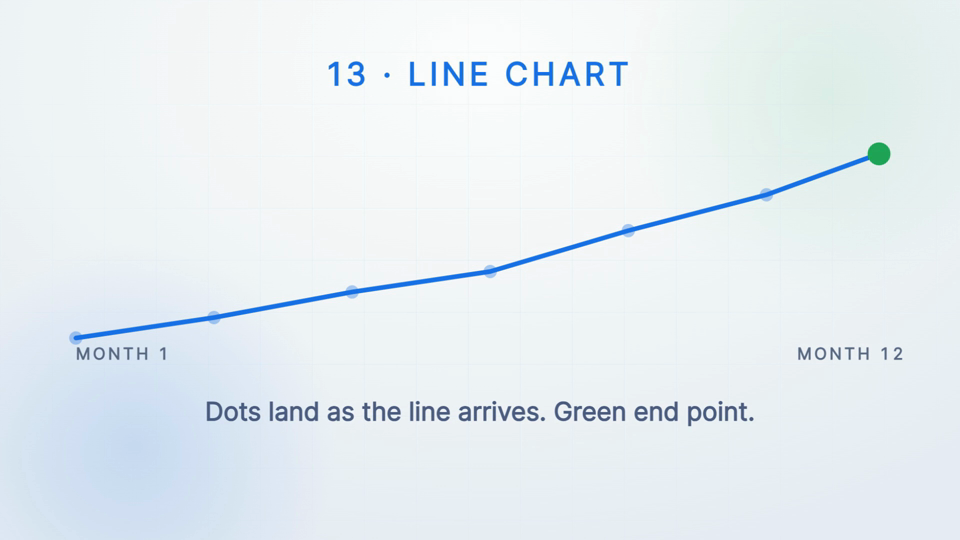 13 · LINE CHART
MONTH 1
MONTH 12
Dots land as the line arrives. Green end point.